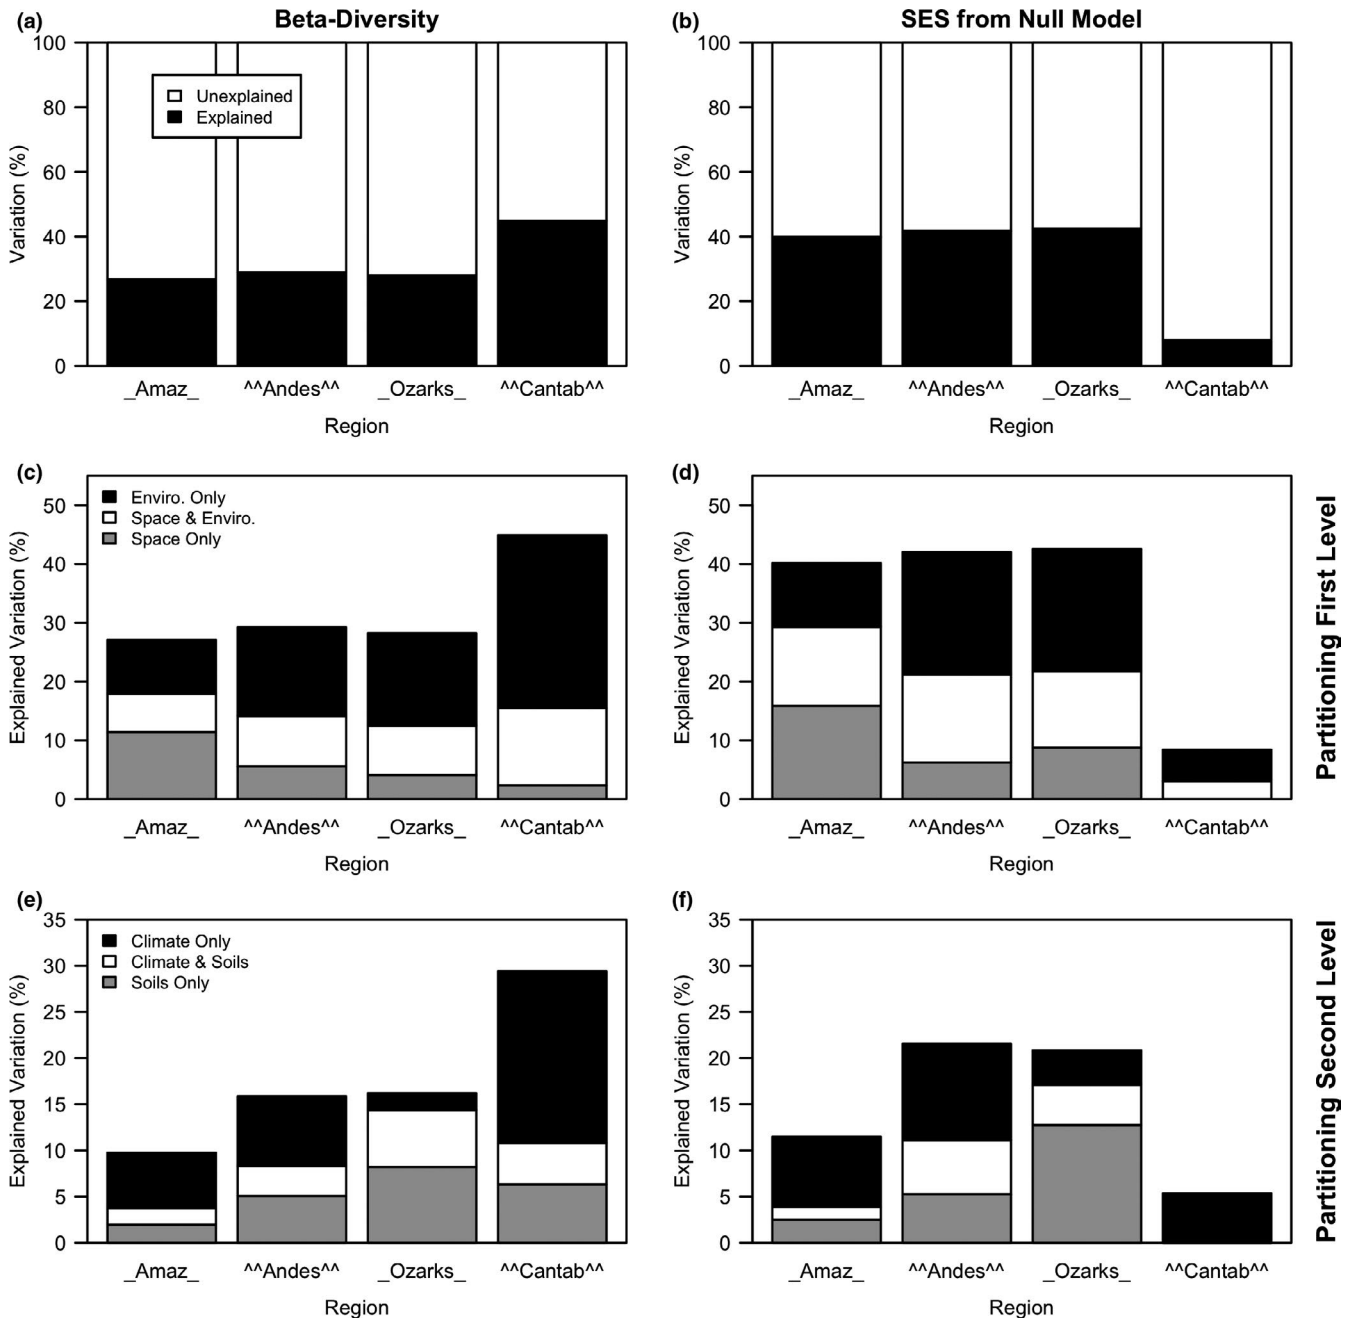 (a)
Beta-Diversity
100
80
60
40
20
0
Variation (%)
Unexplained
Explained
_Amaz_ ^^Andes^^ _Ozarks_ ^^Cantab^^
Region
(b)
SES from Null Model
100
80
60
40
20
0
Variation (%)
_Amaz_ ^^Andes^^ _Ozarks_ ^^Cantab^^
Region
(c)
50
40
30
20
10
0
Explained Variation (%)
Enviro. Only
Space & Enviro.
Space Only
_Amaz_ ^^Andes^^ _Ozarks_ ^^Cantab^^
Region
(d)
50
40
30
20
10
0
Explained Variation (%)
_Amaz_ ^^Andes^^ _Ozarks_ ^^Cantab^^
Region
Partitioning First Level
(e)
35
30
25
20
15
10
5
0
Explained Variation (%)
Climate Only
Climate & Soils
Soils Only
_Amaz_ ^^Andes^^ _Ozarks_ ^^Cantab^^
Region
(f)
35
30
25
20
15
10
5
0
Explained Variation (%)
_Amaz_ ^^Andes^^ _Ozarks_ ^^Cantab^^
Region
Partitioning Second Level